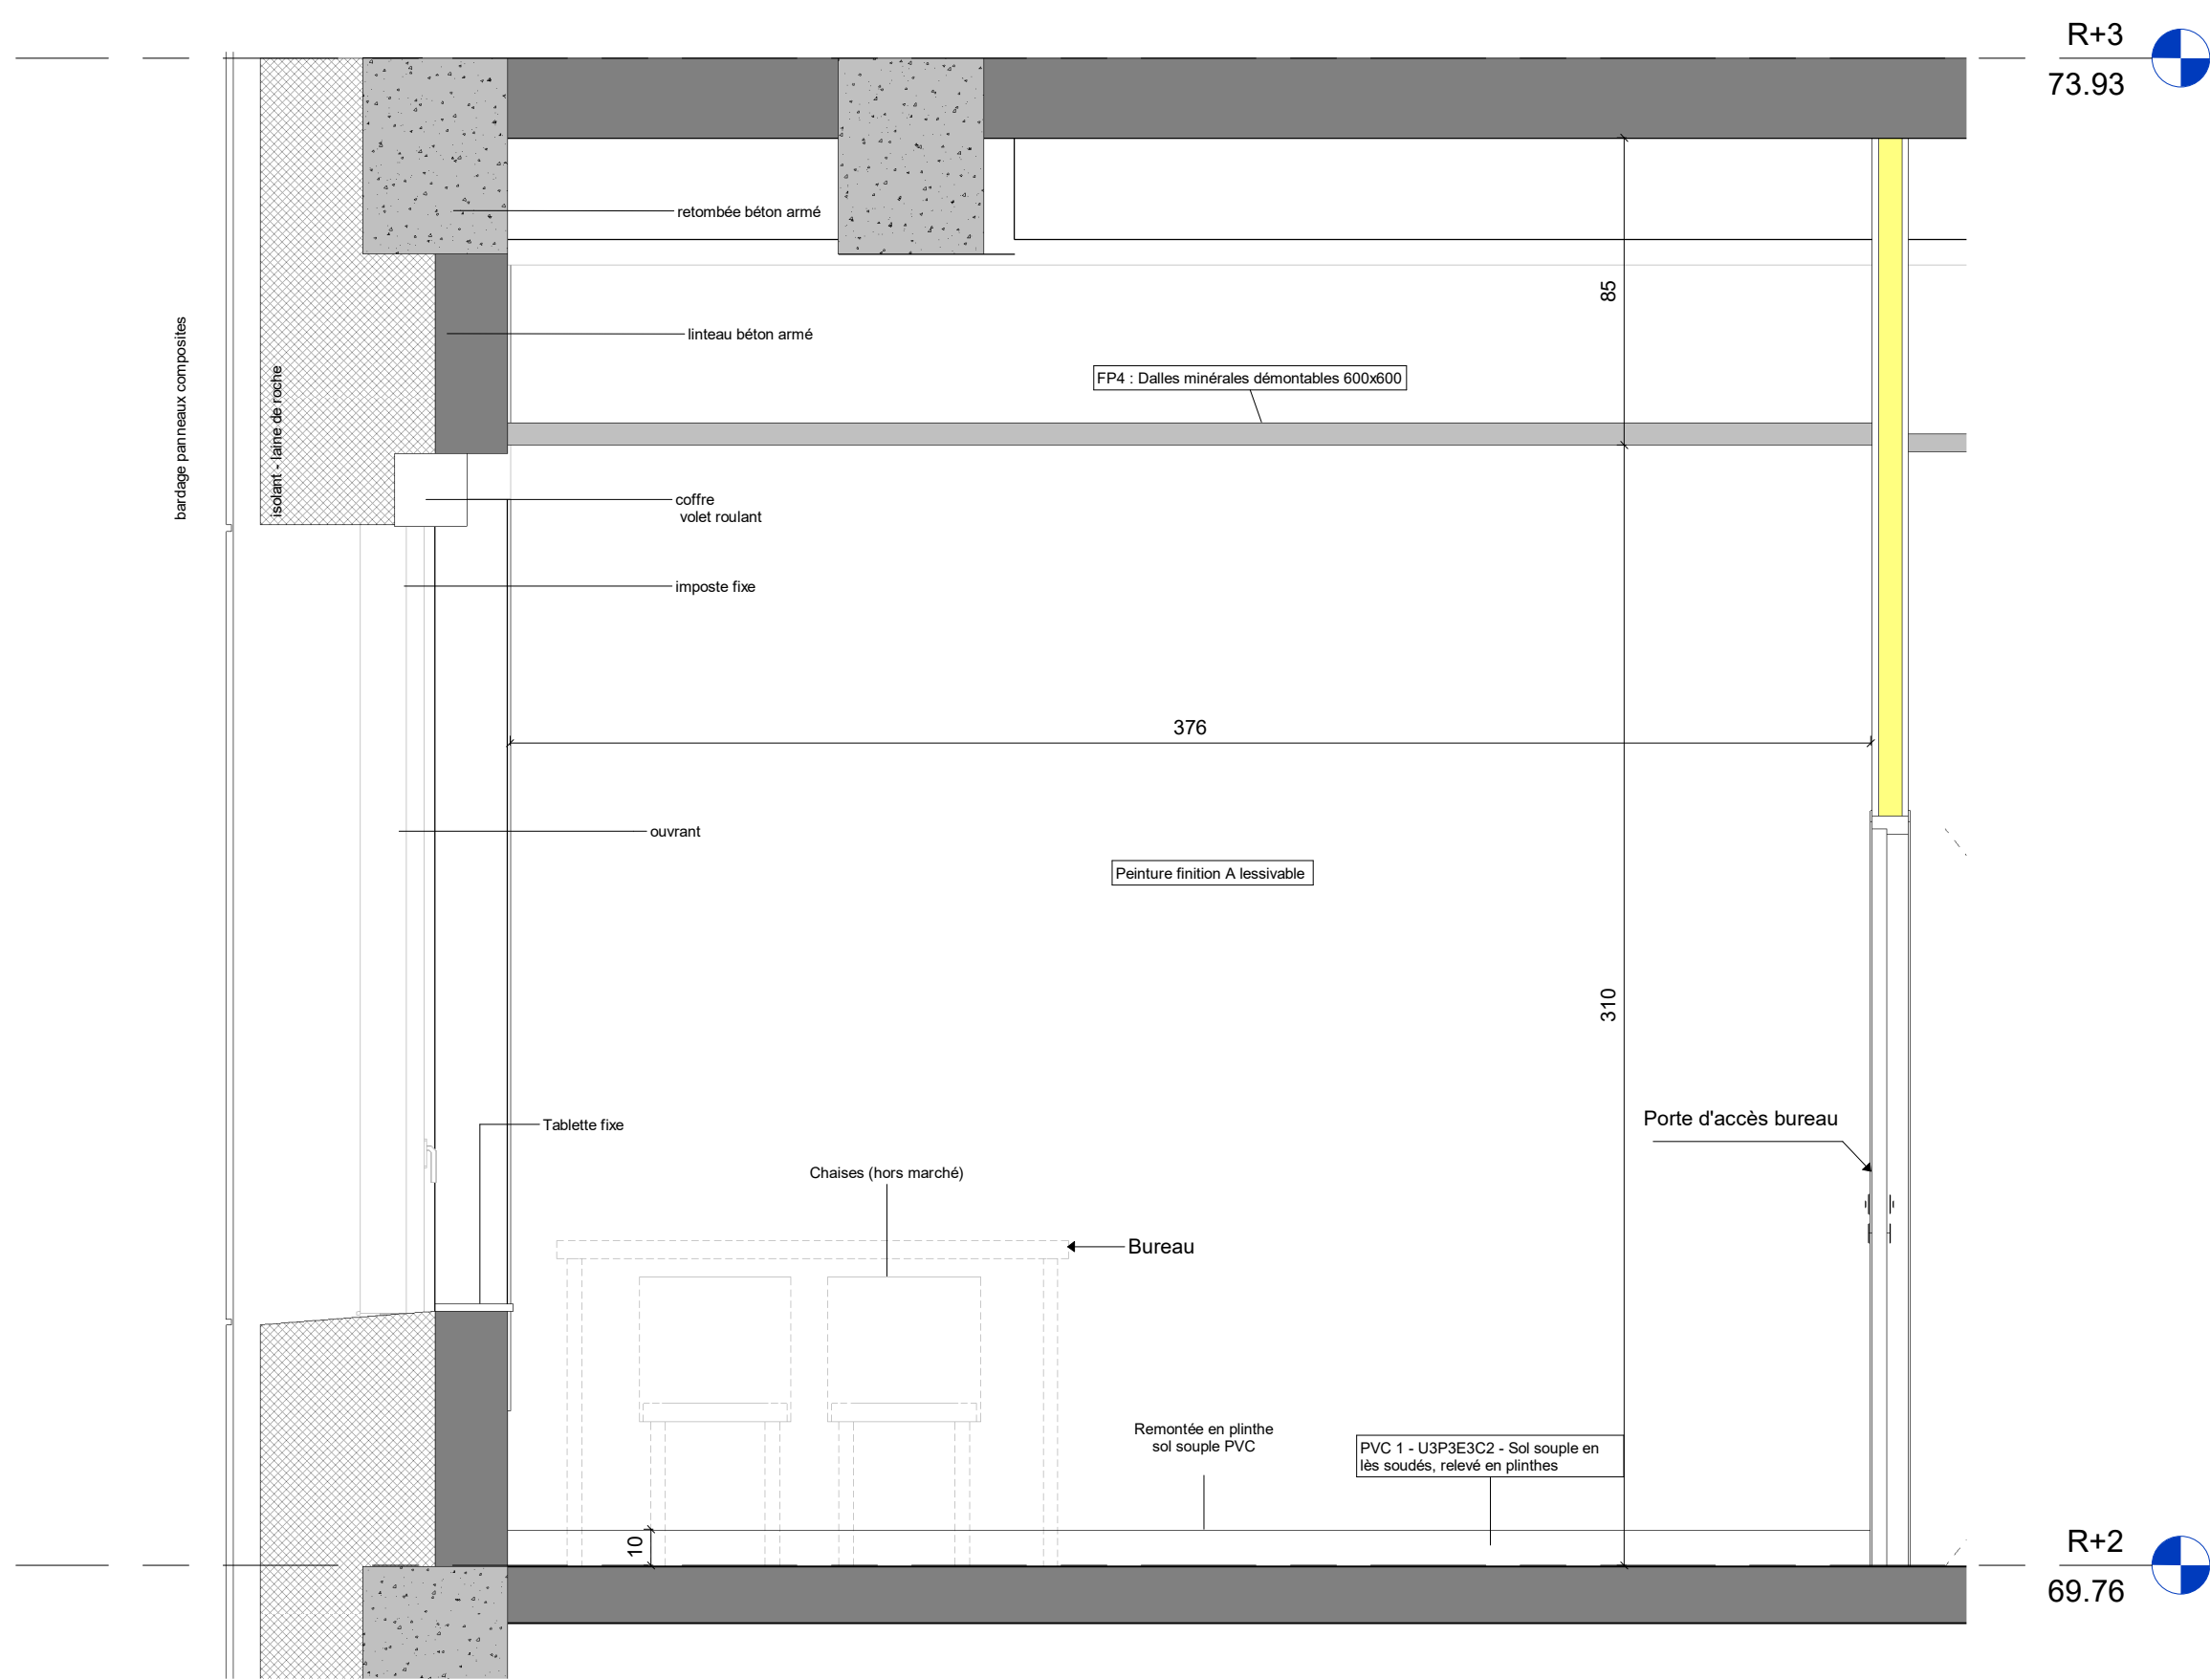 R+3
73.93
retombée béton armé
85
linteau béton armé
bardage panneaux composites
isolant - laine de roche
FP4 : Dalles minérales démontables 600x600
coffre
volet roulant
imposte fixe
376
ouvrant
Peinture finition A lessivable
310
Porte d'accès bureau
Tablette fixe
Chaises (hors marché)
Bureau
Remontée en plinthe
sol souple PVC
PVC 1 - U3P3E3C2 - Sol souple en
lès soudés, relevé en plinthes
10
R+2
69.76